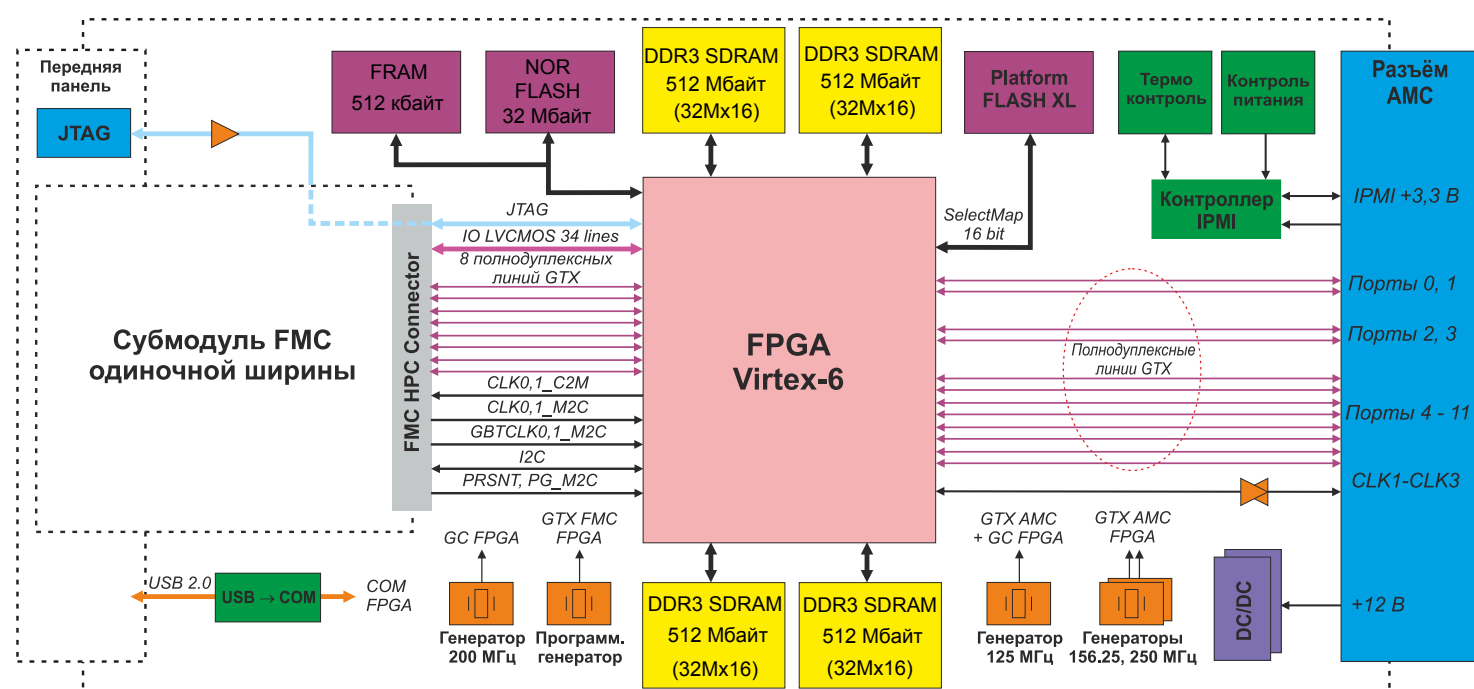 Передняя
панель
JTAG
FRAM
512 кбайт
NOR
FLASH
32 Мбайт
DDR3 SDRAM
512 Мбайт
(32Mx16)
DDR3 SDRAM
512 Мбайт
(32Mx16)
Platform
FLASH XL
Термо
контроль
Контроль
питания
Разъём
AMC
Контроллер
IPMI
IPMI +3,3 В
SelectMap
16 bit
JTAG
IO LVCMOS 34 lines
8 полнодуплексных
линий GTX
Субмодуль FMC
одиночной ширины
FMC HPC Connector
FPGA
Virtex-6
Порты 0, 1
Порты 2, 3
Полнодуплексные
линии GTX
Порты 4 - 11
CLK0,1_C2M
CLK0,1_M2C
GBTCLK0,1_M2C
I2C
PRSNT, PG_M2C
CLK1-CLK3
GC FPGA
GTX FMC
FPGA
GTX AMC
+ GC FPGA
GTX AMC
FPGA
USB 2.0
USB → COM
COM
FPGA
Генератор
200 МГц
Программ.
генератор
DDR3 SDRAM
512 Мбайт
(32Mx16)
DDR3 SDRAM
512 Мбайт
(32Mx16)
Генератор
125 МГц
Генераторы
156.25, 250 МГц
DC/DC
+12 В